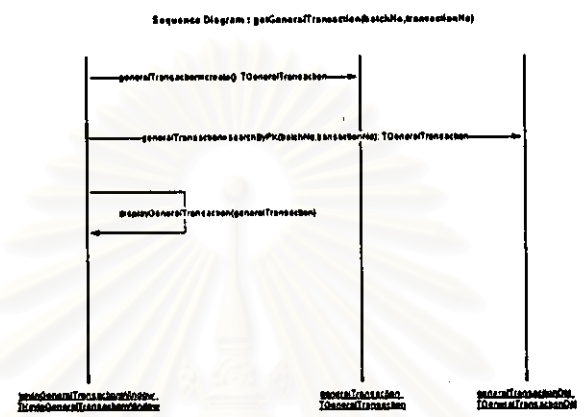 Sequence Diagram : getGeneralTransaction(batchNo,transactionNo)
generalTransaction=create() TGeneralTransaction
generalTransaction=searchByPK(batchNo,transactionNo): TGeneralTransaction
displayGeneralTransaction(generalTransaction)
generalTransaction
TGeneralTransaction
generalTransactionDM
TGeneralTransactionDM